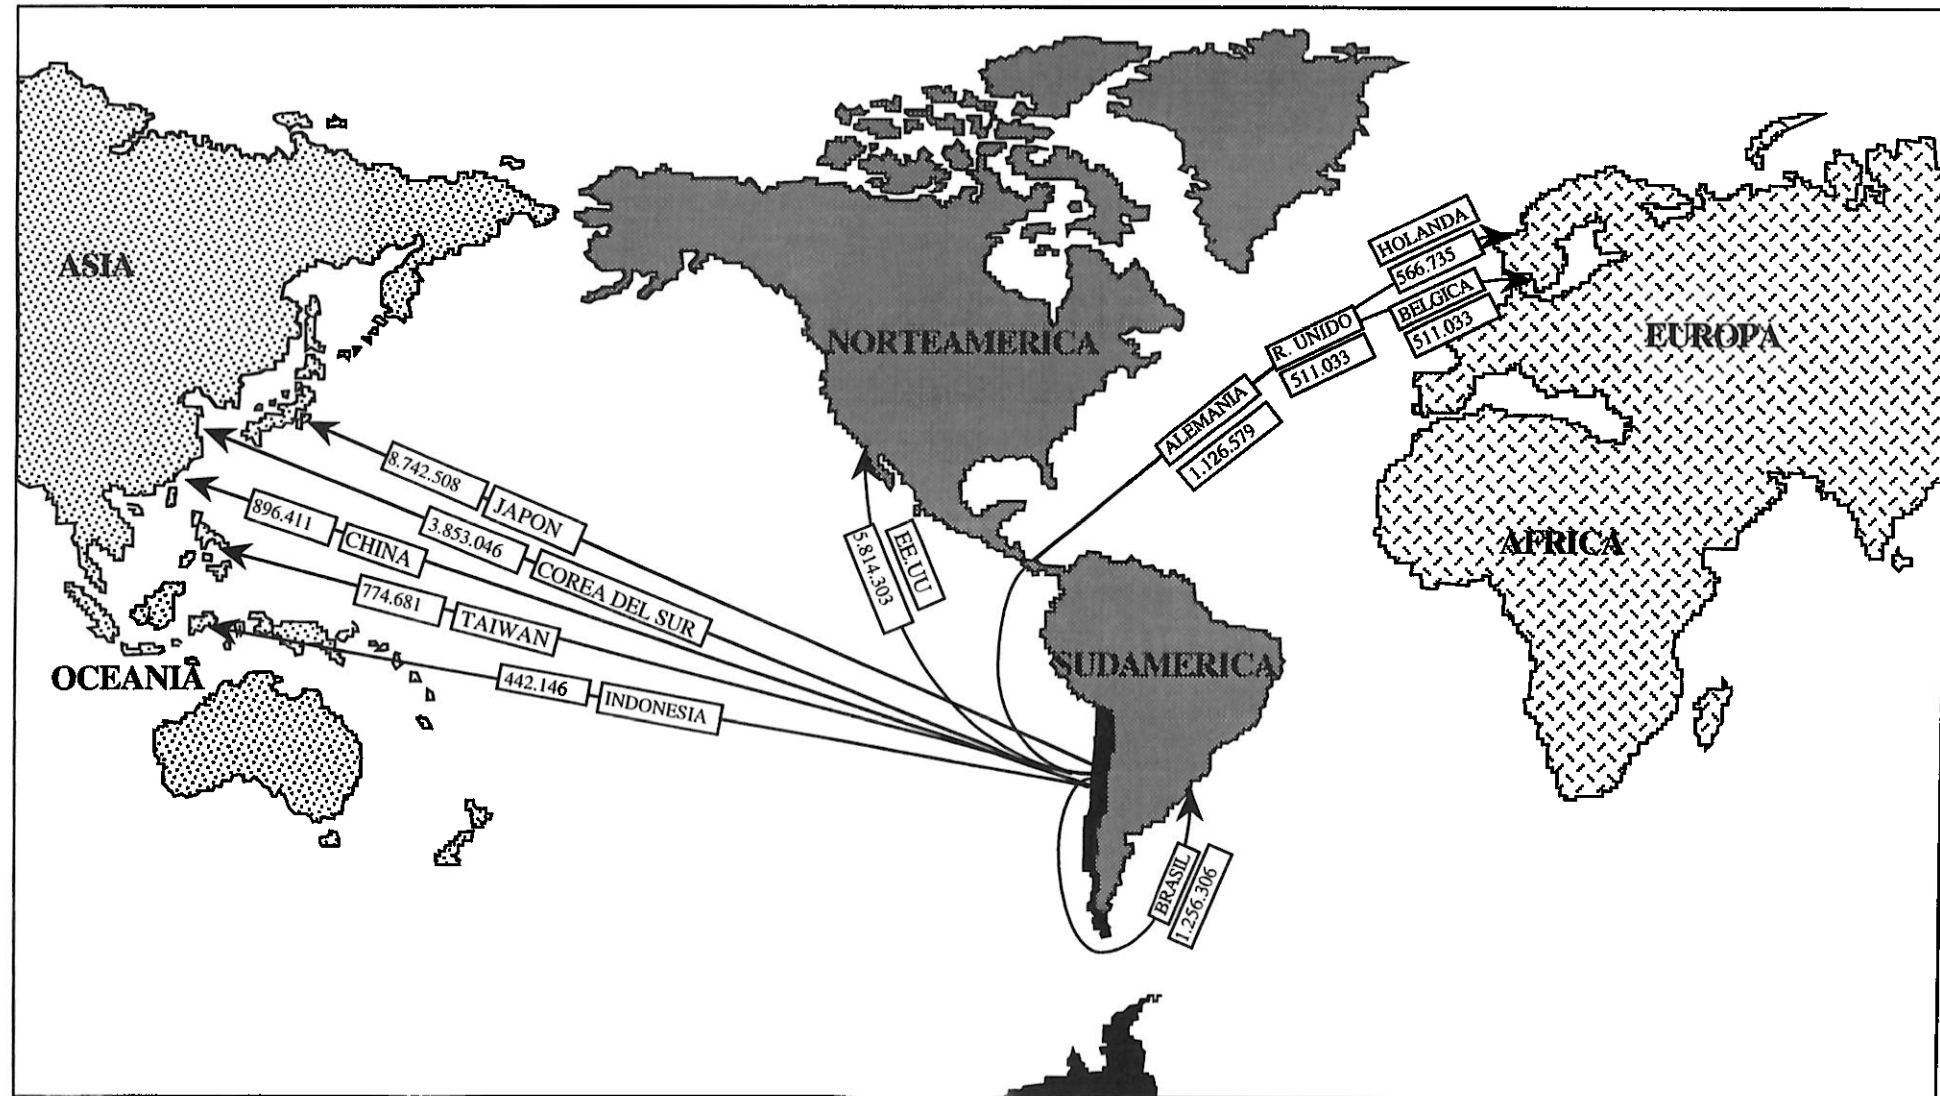 ASIA
NORTEAMERICA
EUROPA
AFRICA
SUDAMERICA
OCEANIA
HOLANDA
566.735
BELGICA
511.033
R. UNIDO
511.033
ALEMANIA
1.126.579
8.742.508
JAPON
3.853.046
COREA DEL SUR
896.411
CHINA
774.681
TAIWAN
442.146
INDONESIA
EE.UU
5.814.303
BRASIL
1.256.306